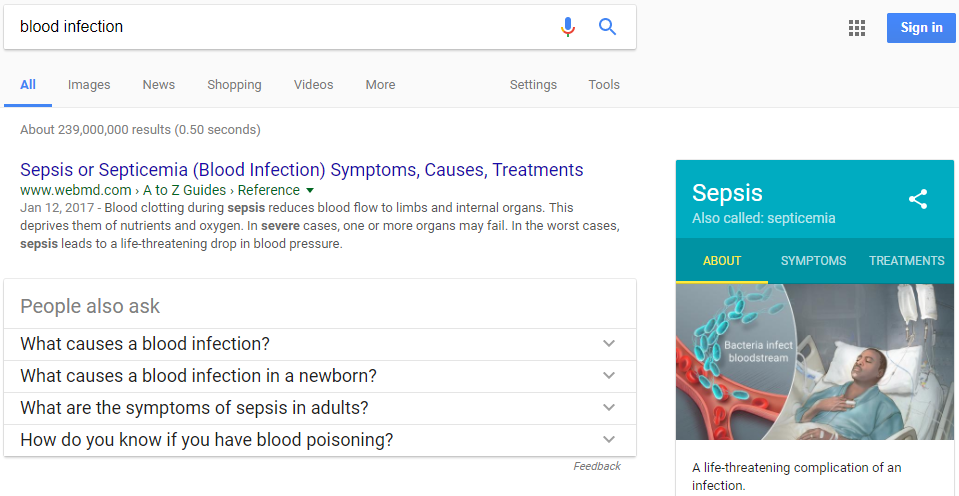 blood infection
Sign in
All Images News Shopping Videos More Settings Tools
About 239,000,000 results (0.50 seconds)
Sepsis or Septicemia (Blood Infection) Symptoms, Causes, Treatments
www.webmd.com › A to Z Guides › Reference
Jan 12, 2017 - Blood clotting during sepsis reduces blood flow to limbs and internal organs. This
deprives them of nutrients and oxygen. In severe cases, one or more organs may fail. In the worst cases,
sepsis leads to a life-threatening drop in blood pressure.
People also ask
What causes a blood infection?
What causes a blood infection in a newborn?
What are the symptoms of sepsis in adults?
How do you know if you have blood poisoning?
Feedback
Sepsis
Also called: septicemia
ABOUT SYMPTOMS TREATMENTS
Bacteria infect
bloodstream
A life-threatening complication of an
infection.